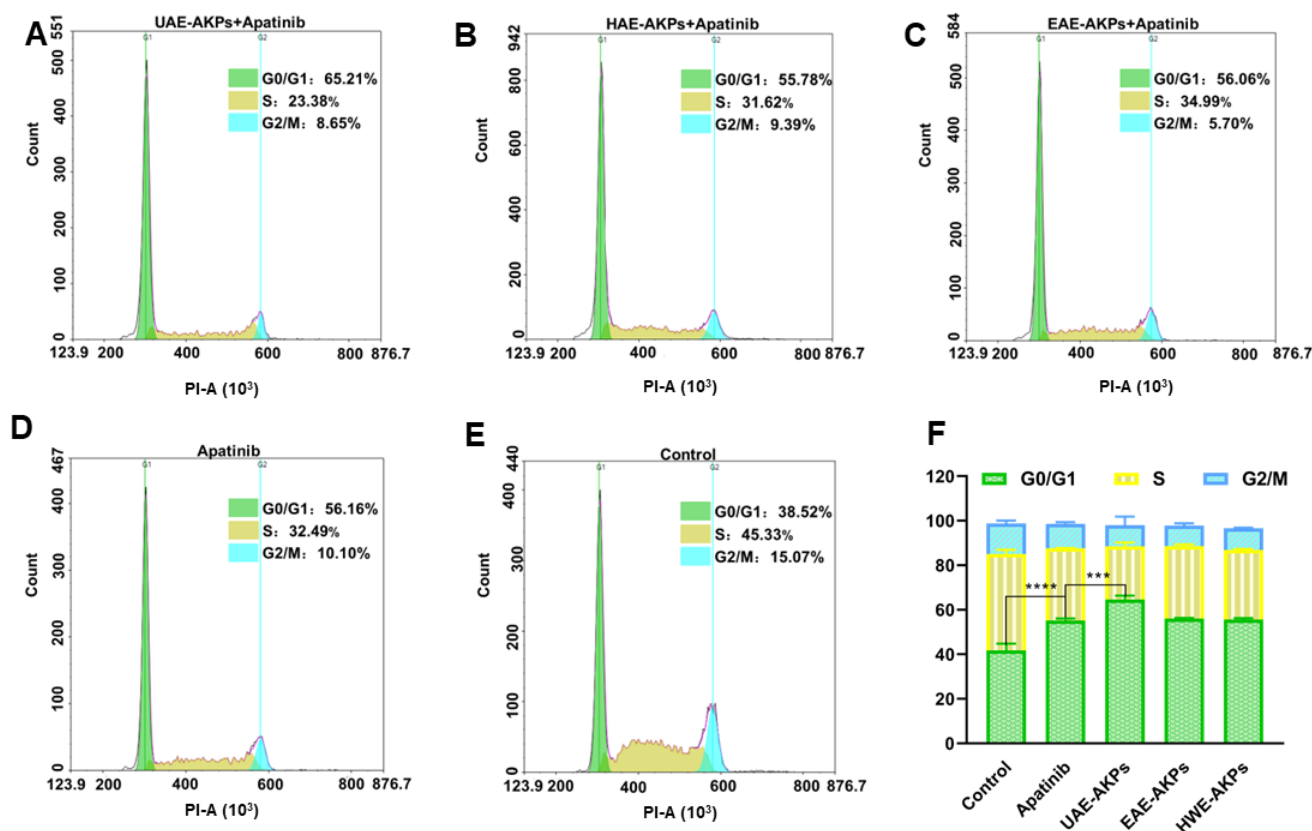 A
UAE-AKPs+Apatinib
551
G1
G2
500
400
300
200
100
0
Count
G0/G1: 65.21%
S: 23.38%
G2/M: 8.65%
123.9 200 400 600 800 876.7
PI-A (10³)
B
HAE-AKPs+Apatinib
942
G1
G2
800
600
400
200
0
Count
G0/G1: 55.78%
S: 31.62%
G2/M: 9.39%
123.9 200 400 600 800 876.7
PI-A (10³)
C
EAE-AKPs+Apatinib
584
G1
G2
500
400
300
200
100
0
Count
G0/G1: 56.06%
S: 34.99%
G2/M: 5.70%
123.9 200 400 600 800 876.7
PI-A (10³)
D
Apatinib
467
G1
G2
400
300
200
100
0
Count
G0/G1: 56.16%
S: 32.49%
G2/M: 10.10%
123.9 200 400 600 800 876.7
PI-A (10³)
E
Control
440
G1
G2
400
300
200
100
0
Count
G0/G1: 38.52%
S: 45.33%
G2/M: 15.07%
123.9 200 400 600 800 876.7
PI-A (10³)
F
G0/G1 S G2/M
120
100
80
60
40
20
0
**** ***
Control
Apatinib
UAE-AKPs
EAE-AKPs
HWE-AKPs